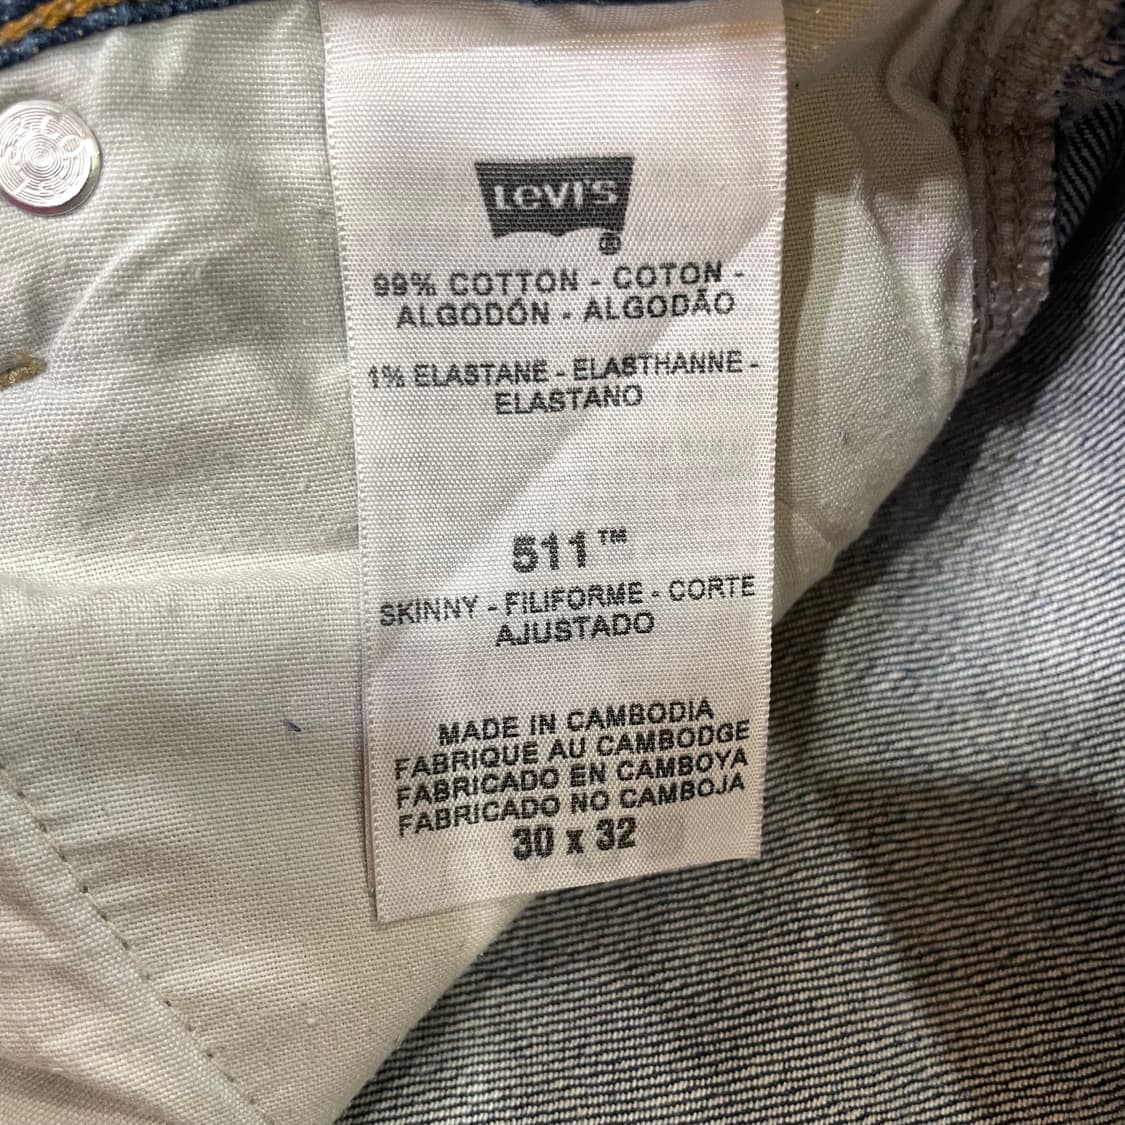 LEVI'S
®
99% COTTON - COTON -
ALGODÓN - ALGODÃO
1% ELASTANE - ELASTHANNE -
ELASTANO
511™
SKINNY - FILIFORME - CORTE
AJUSTADO
MADE IN CAMBODIA
FABRIQUE AU CAMBODGE
FABRICADO EN CAMBOYA
FABRICADO NO CAMBOJA
30 x 32